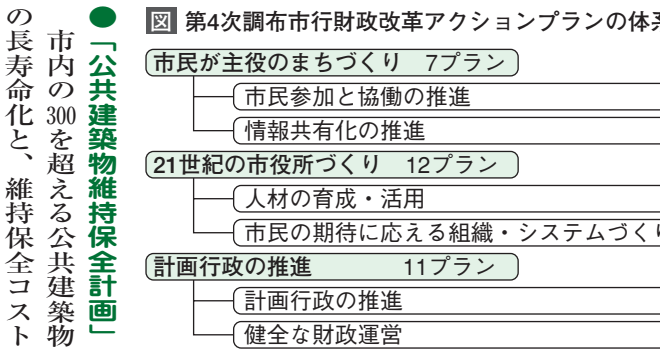 ●「公共建築物維持保全計画」
市内の300を超える公共建築物
の長寿命化と、維持保全コスト
図 第4次調布市行財政改革アクションプランの体系
市民が主役のまちづくり 7プラン
市民参加と協働の推進
情報共有化の推進
21世紀の市役所づくり 12プラン
人材の育成・活用
市民の期待に応える組織・システムづくり
計画行政の推進 11プラン
計画行政の推進
健全な財政運営